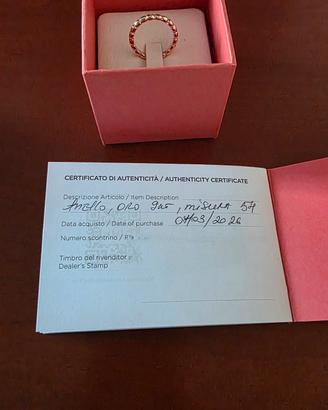 CERTIFICATO DI AUTENTICITÀ / AUTHENTICITY CERTIFICATE
Descrizione Articolo / Item Description
ANELLO, ORO 9KT, MISURA 54
Data acquisto / Date of purchase 04/03/2026
Numero scontrino /
Timbro del rivenditore
Dealer's Stamp